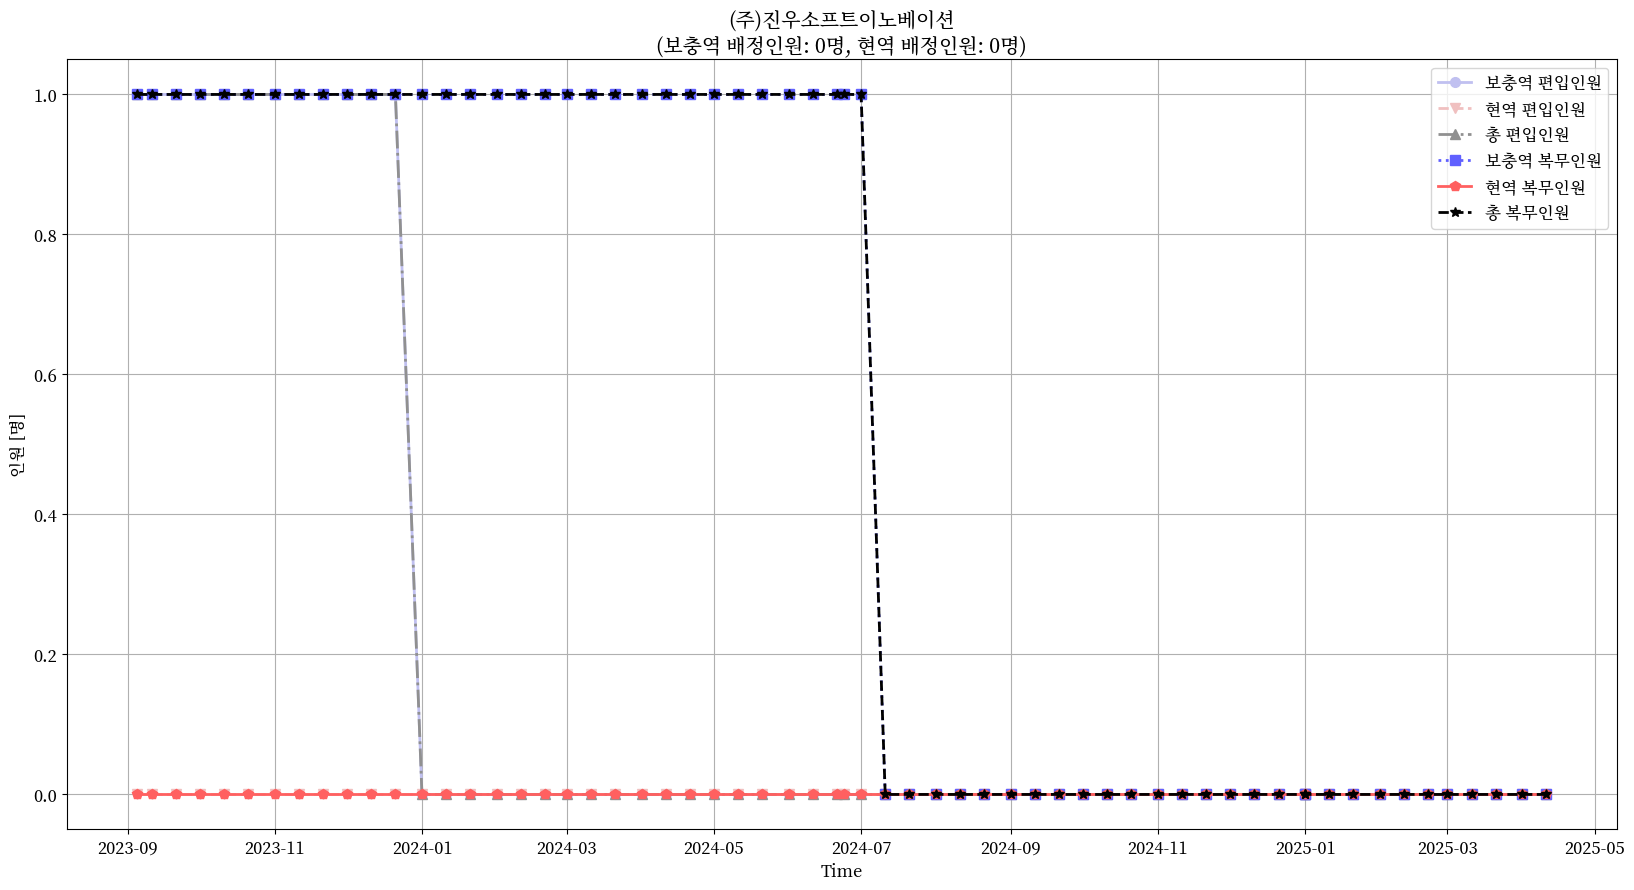 (주)진우소프트이노베이션
(보충역 배정인원: 0명, 현역 배정인원: 0명)
보충역 편입인원
현역 편입인원
총 편입인원
보충역 복무인원
현역 복무인원
총 복무인원
인원 [명]
1.0
0.8
0.6
0.4
0.2
0.0
2023-09 2023-11 2024-01 2024-03 2024-05 2024-07 2024-09 2024-11 2025-01 2025-03 2025-05
Time